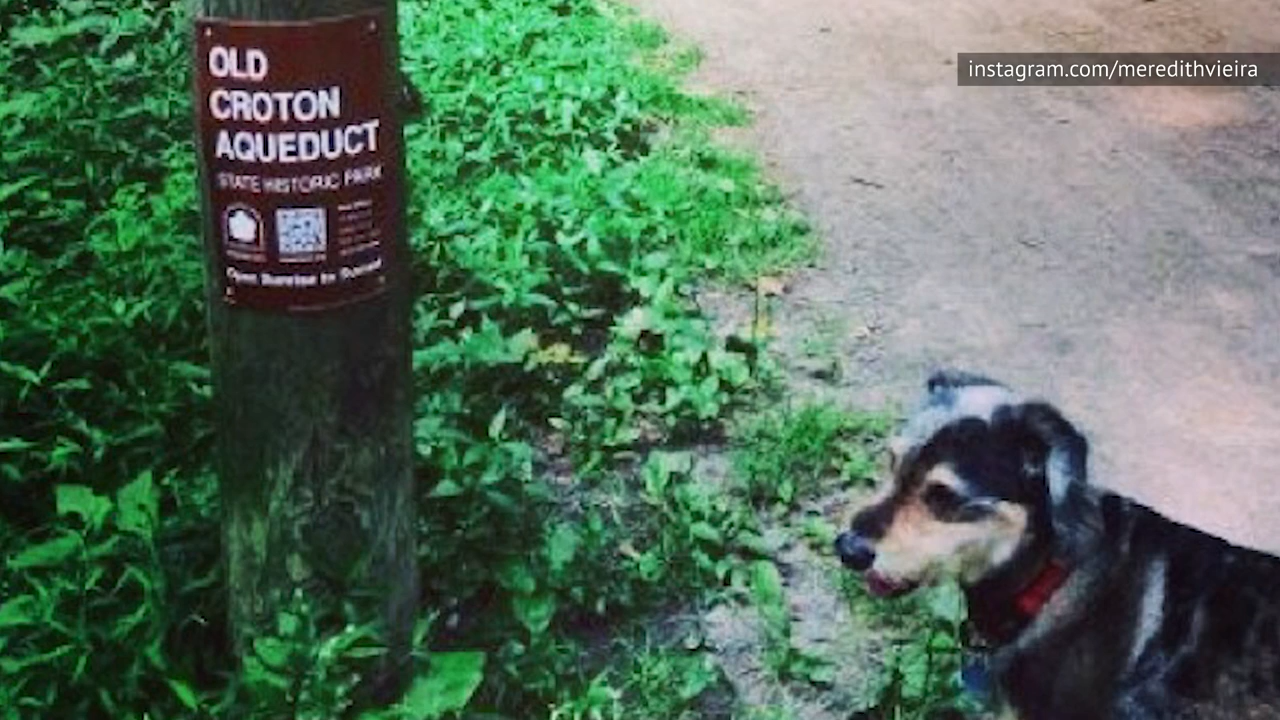 OLD
CROTON
AQUEDUCT
STATE HISTORIC PARK
Open Sunrise to Sunset
instagram.com/meredithvieira